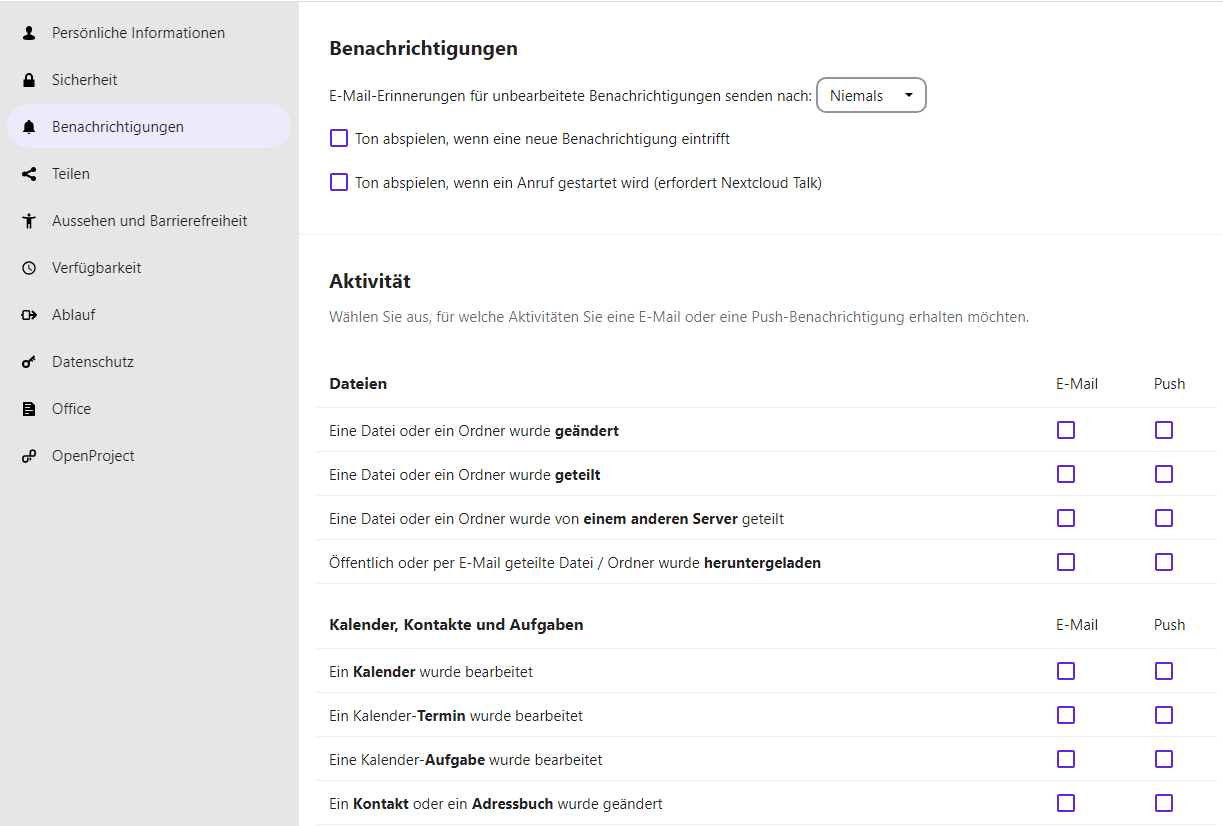 Persönliche Informationen
Sicherheit
Benachrichtigungen
Teilen
Aussehen und Barrierefreiheit
Verfügbarkeit
Ablauf
Datenschutz
Office
OpenProject
Benachrichtigungen
E-Mail-Erinnerungen für unbearbeitete Benachrichtigungen senden nach: Niemals
Ton abspielen, wenn eine neue Benachrichtigung eintrifft
Ton abspielen, wenn ein Anruf gestartet wird (erfordert Nextcloud Talk)
Aktivität
Wählen Sie aus, für welche Aktivitäten Sie eine E-Mail oder eine Push-Benachrichtigung erhalten möchten.
Dateien E-Mail Push
Eine Datei oder ein Ordner wurde geändert
Eine Datei oder ein Ordner wurde geteilt
Eine Datei oder ein Ordner wurde von einem anderen Server geteilt
Öffentlich oder per E-Mail geteilte Datei / Ordner wurde heruntergeladen
Kalender, Kontakte und Aufgaben E-Mail Push
Ein Kalender wurde bearbeitet
Ein Kalender-Termin wurde bearbeitet
Eine Kalender-Aufgabe wurde bearbeitet
Ein Kontakt oder ein Adressbuch wurde geändert